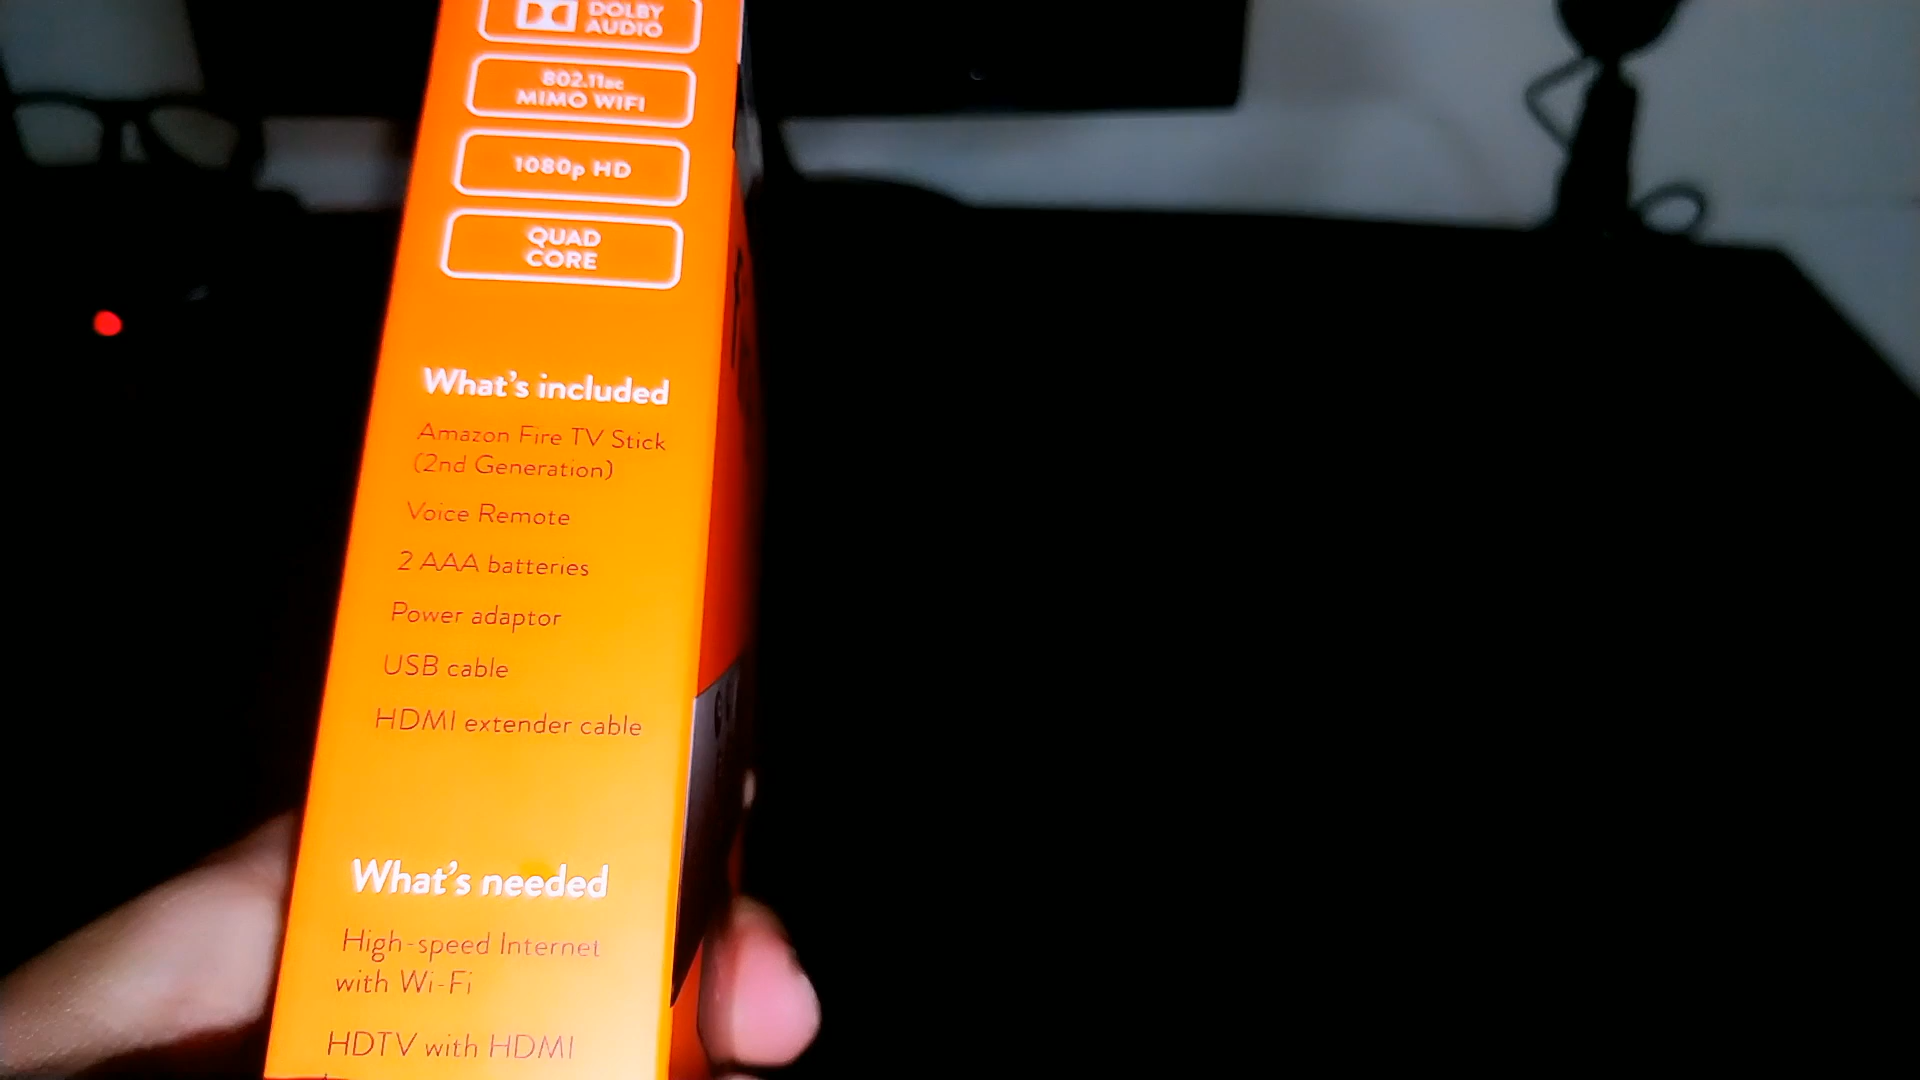 DOLBY
AUDIO
802.11ac
MIMO WIFI
1080p HD
QUAD
CORE
What's included
Amazon Fire TV Stick
(2nd Generation)
Voice Remote
2 AAA batteries
Power adaptor
USB cable
HDMI extender cable
What's needed
High-speed Internet
with Wi-Fi
HDTV with HDMI